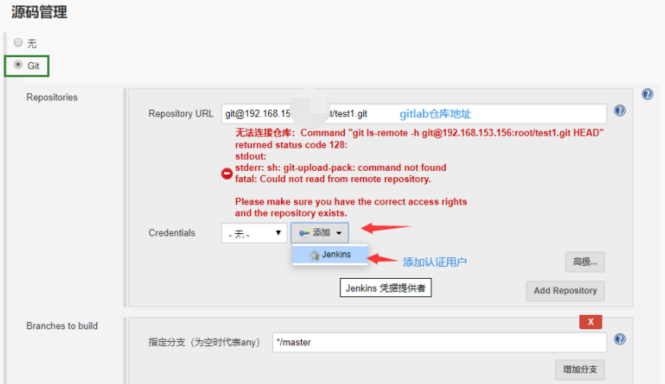 源码管理
无
Git
Repositories
Repository URL
git@192.168.15 t/test1.git gitlab仓库地址
无法连接仓库：Command "git ls-remote -h git@192.168.153.156:root/test1.git HEAD"
returned status code 128:
stdout:
stderr: sh: git-upload-pack: command not found
fatal: Could not read from remote repository.
Please make sure you have the correct access rights
and the repository exists.
Credentials
- 无 -
添加
Jenkins
添加认证用户
高级...
Jenkins 凭据提供者
Add Repository
Branches to build
X
指定分支（为空时代表any）
*/master
增加分支